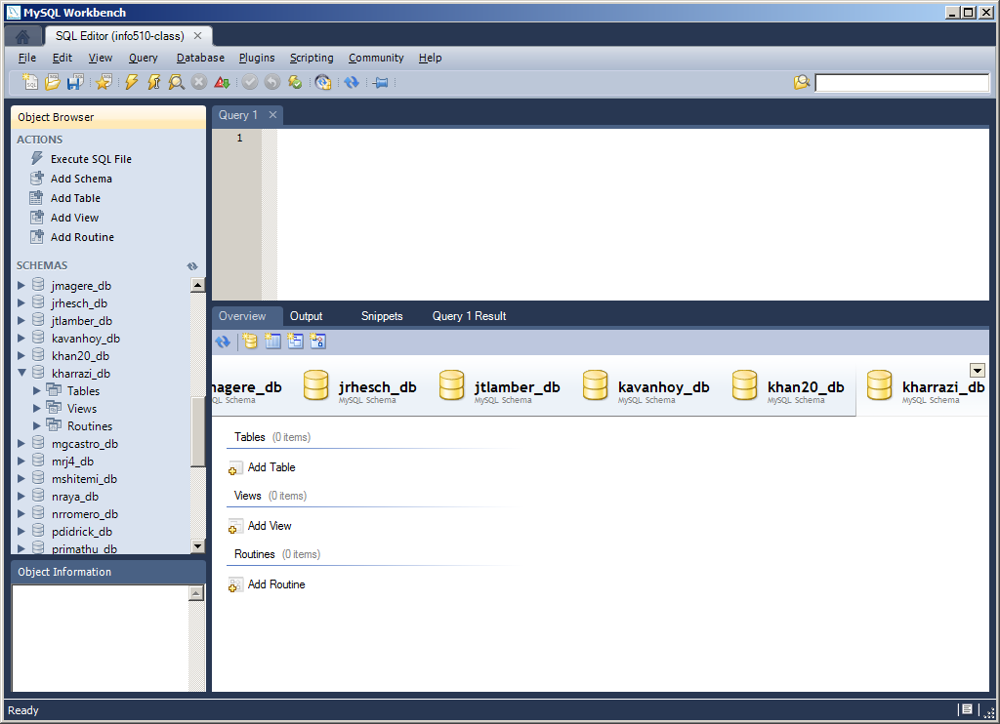 MySQL Workbench
SQL Editor (info510-class)
File Edit View Query Database Plugins Scripting Community Help
SQL
Object Browser
ACTIONS
Execute SQL File
Add Schema
Add Table
Add View
Add Routine
SCHEMAS
jmagere_db
jrhesch_db
jtlamber_db
kavanhoy_db
khan20_db
kharrazi_db
Tables
Views
Routines
mgcastro_db
mrj4_db
mshitemi_db
nraya_db
nrromero_db
pdidrick_db
primathu_db
Object Information
Query 1
1
Overview Output Snippets Query 1 Result
magere_db jrhesch_db jtlamber_db kavanhoy_db khan20_db kharrazi_db
QL Schema MySQL Schema MySQL Schema MySQL Schema MySQL Schema MySQL Schema
Tables (0 items)
Add Table
Views (0 items)
Add View
Routines (0 items)
Add Routine
Ready